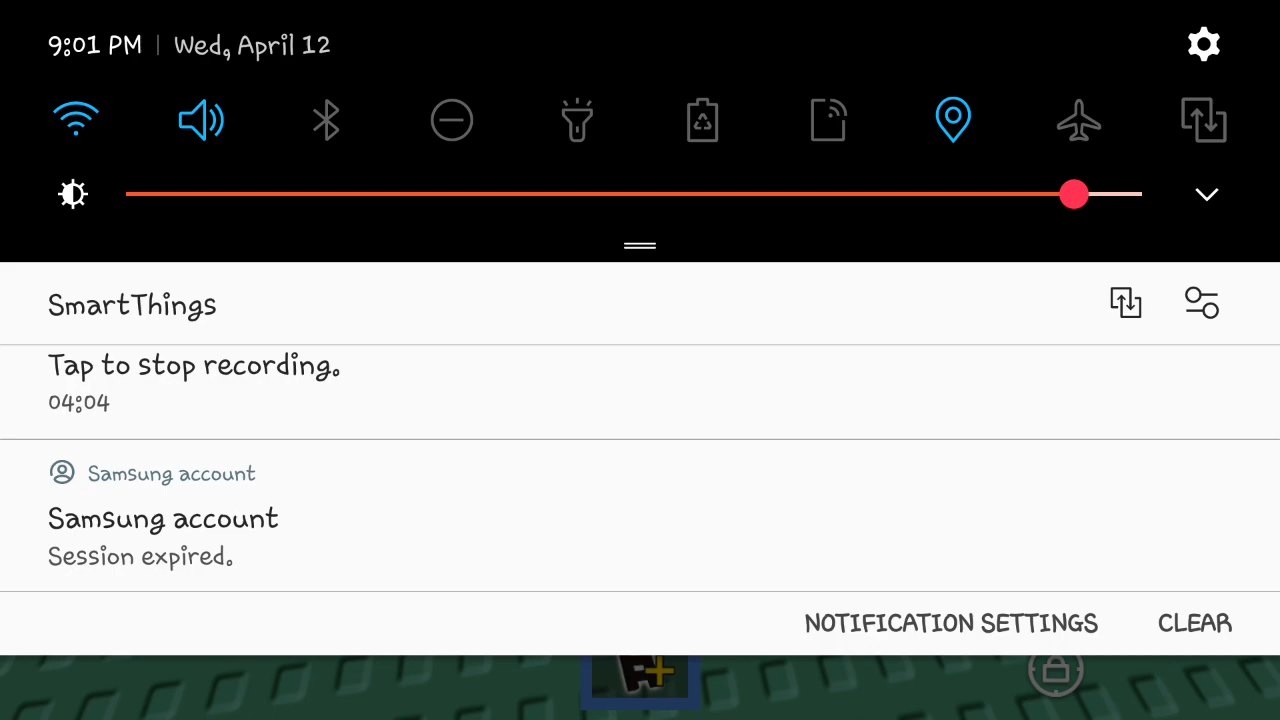 9:01 PM | Wed, April 12
SmartThings
Tap to stop recording.
04:04
Samsung account
Samsung account
Session expired.
NOTIFICATION SETTINGS CLEAR